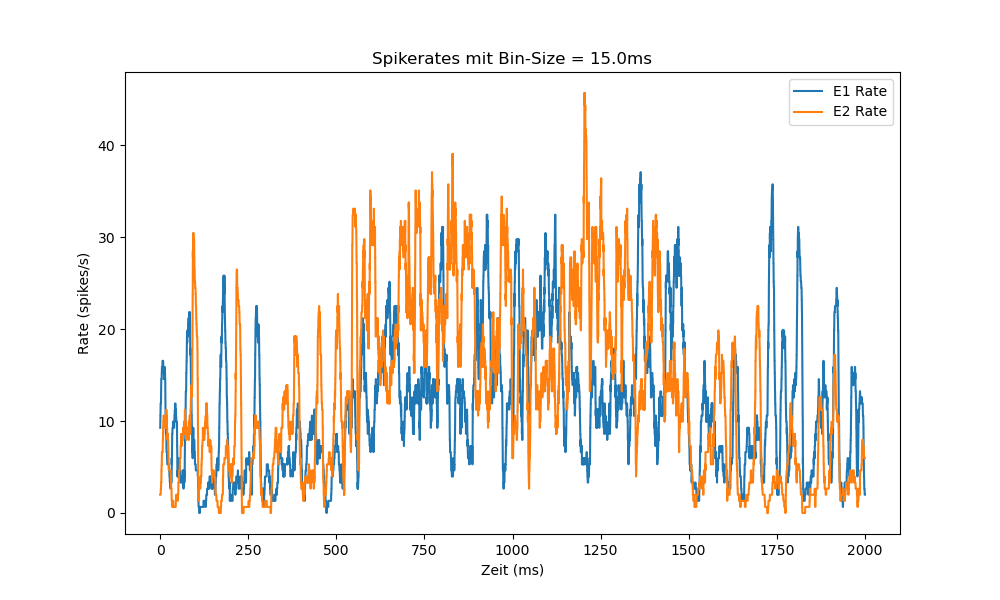 Spikerates mit Bin-Size = 15.0ms
E1 Rate
E2 Rate
Rate (spikes/s)
40
30
20
10
0
0 250 500 750 1000 1250 1500 1750 2000
Zeit (ms)